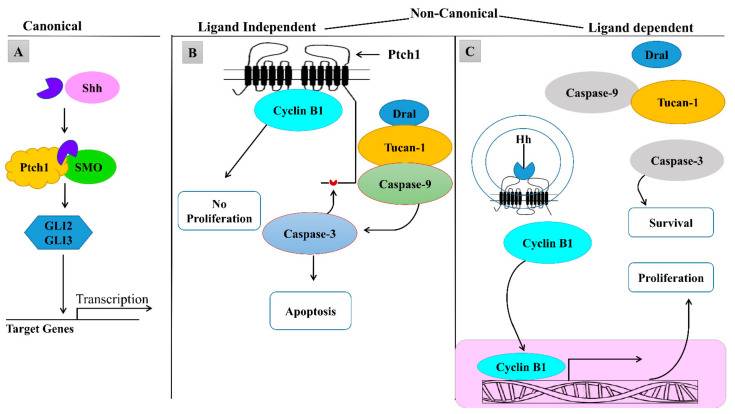 Canonical
Non-Canonical
Ligand Independent
Ligand dependent
A
Shh
Ptch1
SMO
GLI2
GLI3
Transcription
Target Genes
B
Ptch1
Cyclin B1
Dral
Tucan-1
Caspase-9
No
Proliferation
Caspase-3
Apoptosis
C
Dral
Caspase-9
Tucan-1
Hh
Caspase-3
Survival
Cyclin B1
Proliferation
Cyclin B1